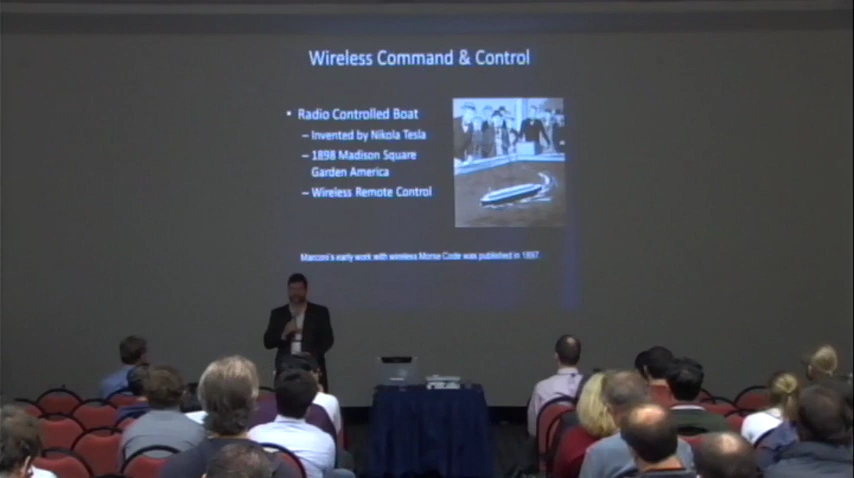 Wireless Command & Control
• Radio Controlled Boat
– Invented by Nikola Tesla
– 1898 Madison Square
Garden America
– Wireless Remote Control
Marconi's early work with wireless Morse Code was published in 1897